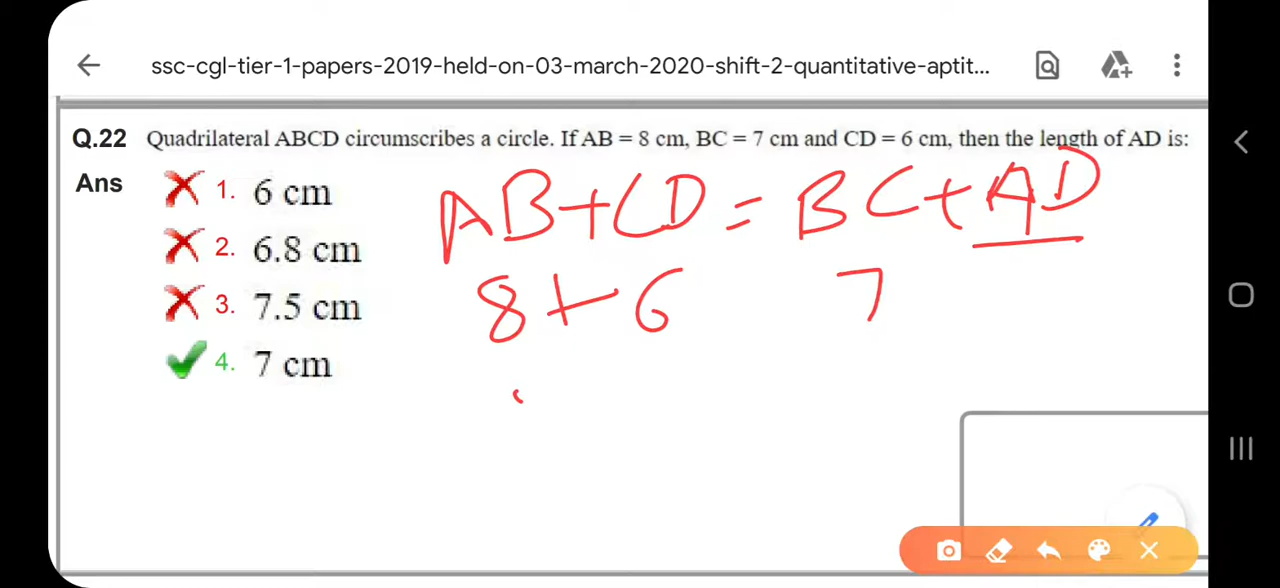 ssc-cgl-tier-1-papers-2019-held-on-03-march-2020-shift-2-quantitative-aptit...
Q.22 Quadrilateral ABCD circumscribes a circle. If AB = 8 cm, BC = 7 cm and CD = 6 cm, then the length of AD is:
Ans 1. 6 cm
2. 6.8 cm
3. 7.5 cm
4. 7 cm
AB+CD = BC+AD
8+6 7